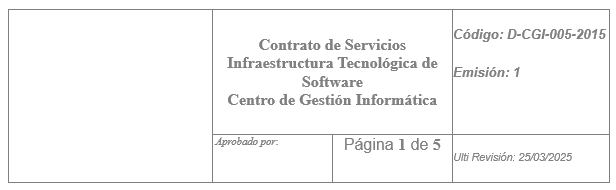 Contrato de Servicios
Infraestructura Tecnológica de
Software
Centro de Gestión Informática
Código: D-CGI-005-2015
Emisión: 1
Aprobado por:
Página 1 de 5
Ulti Revisión: 25/03/2025